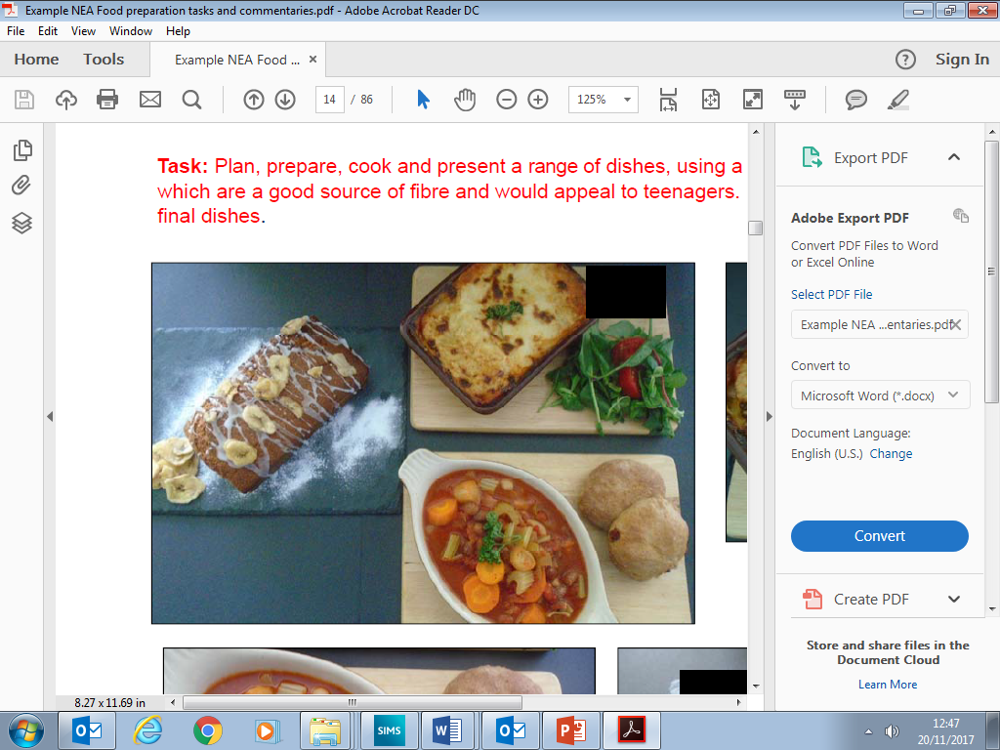 Example NEA Food preparation tasks and commentaries.pdf - Adobe Acrobat Reader DC
File Edit View Window Help
Home Tools Example NEA Food ... × Sign In
14 / 86 125%
Task: Plan, prepare, cook and present a range of dishes, using a
which are a good source of fibre and would appeal to teenagers.
final dishes.
8.27 x 11.69 in
Export PDF
Adobe Export PDF
Convert PDF Files to Word
or Excel Online
Select PDF File
Example NEA ...entaries.pdf
Convert to
Microsoft Word (*.docx)
Document Language:
English (U.S.) Change
Convert
Create PDF
Store and share files in the
Document Cloud
Learn More
SIMS
12:47
20/11/2017